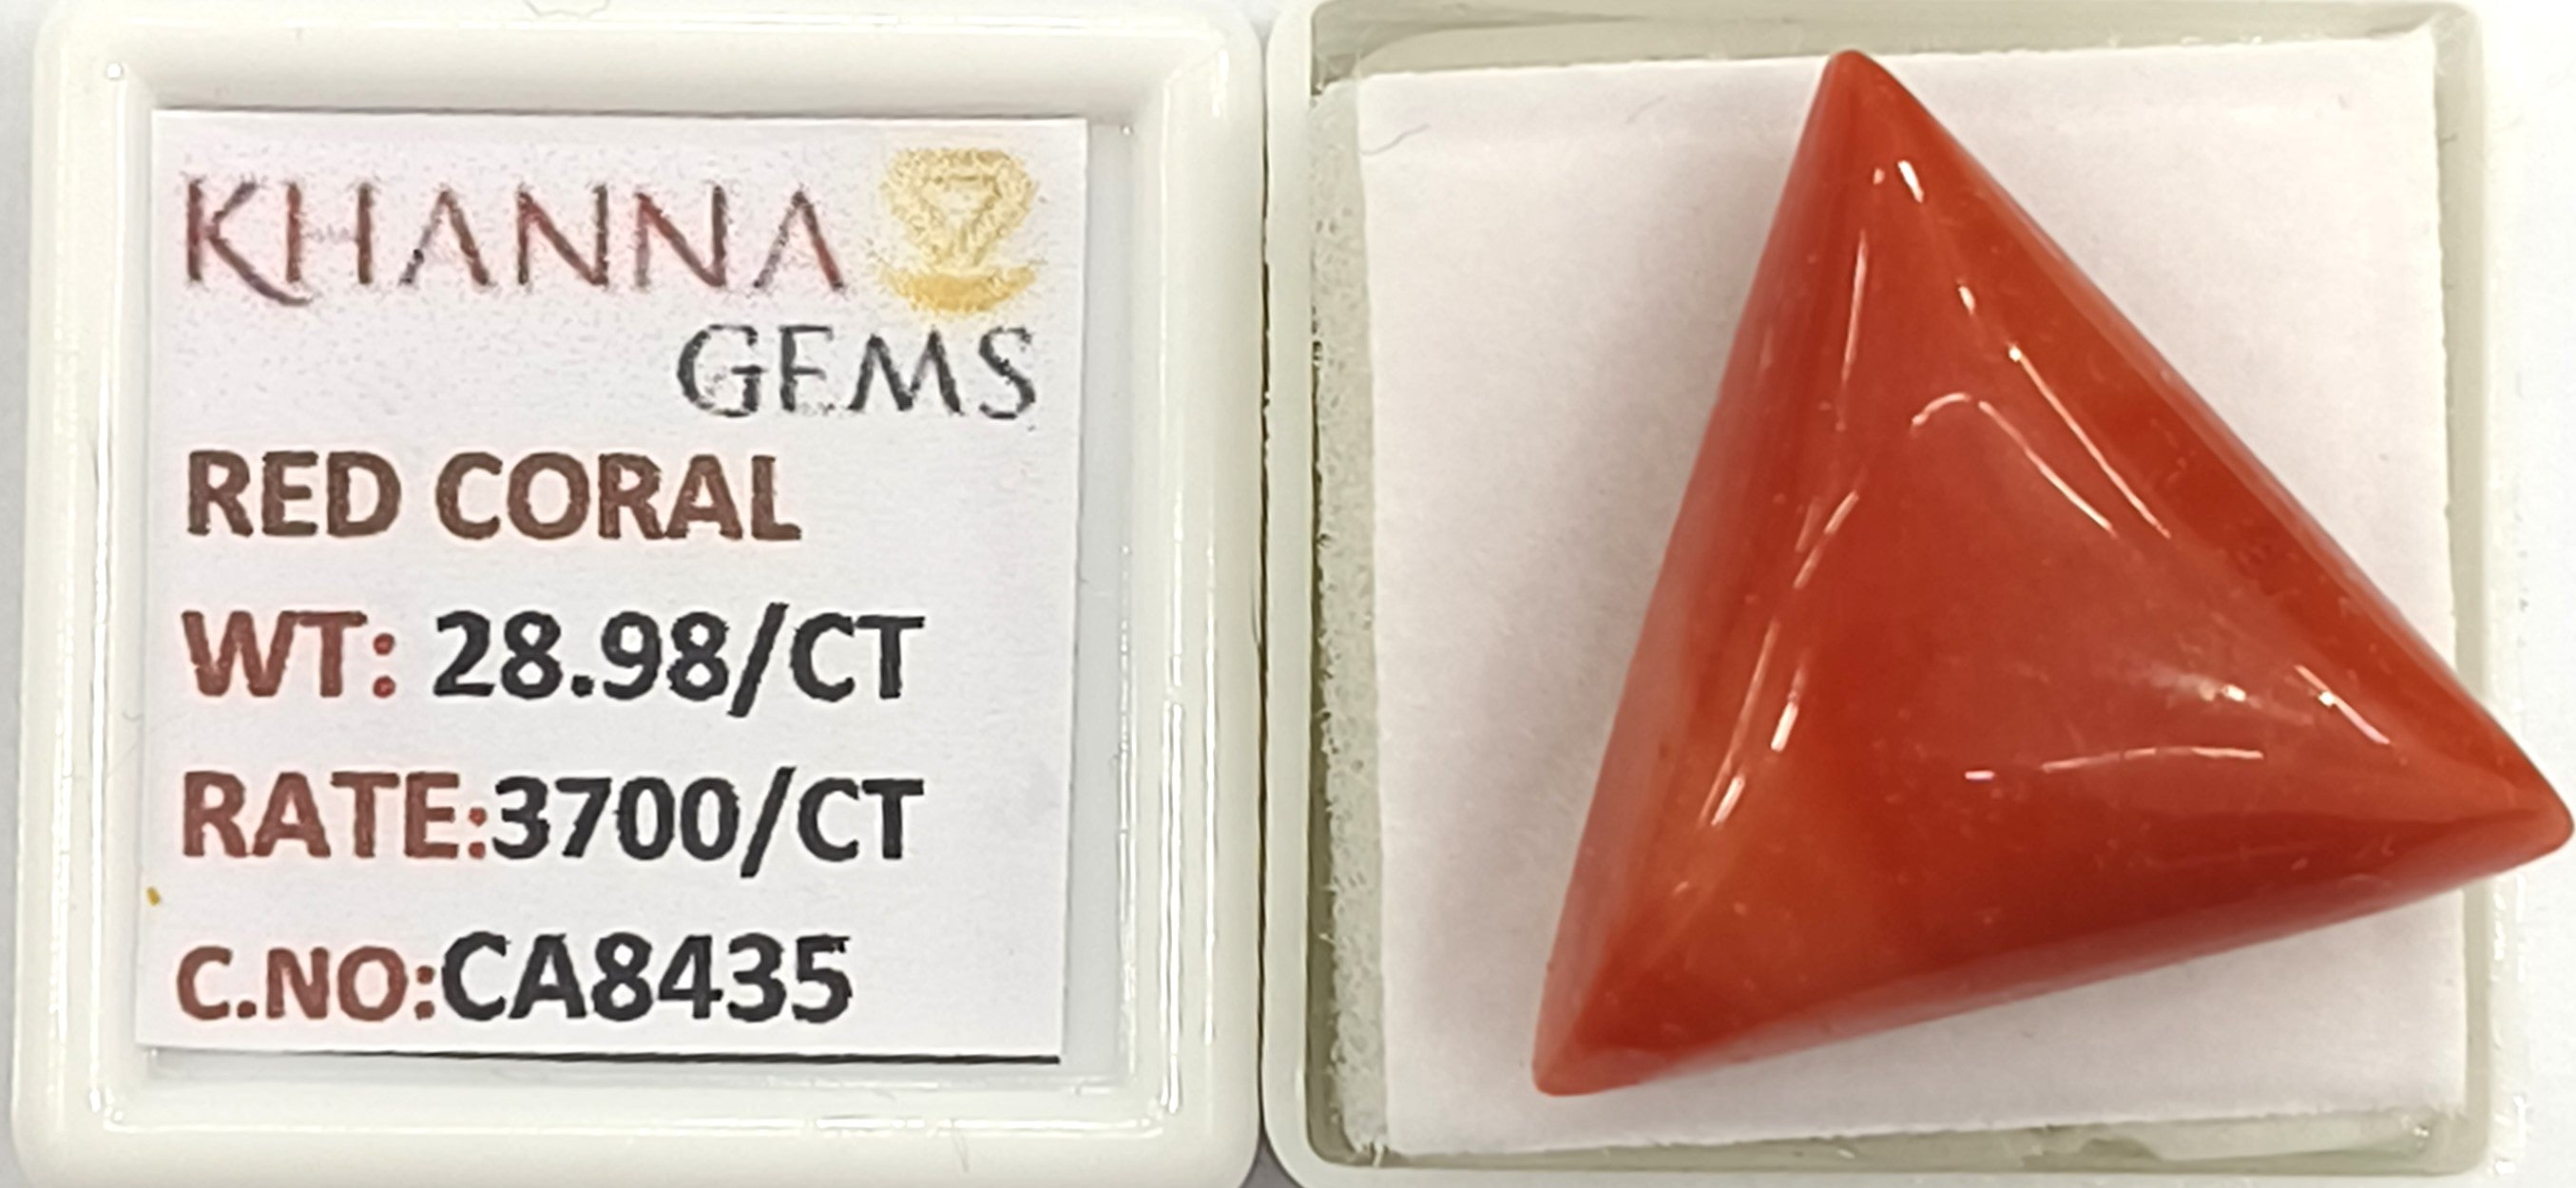 KHANNA
GEMS
RED CORAL
WT: 28.98/CT
RATE:3700/CT
C.NO:CA8435